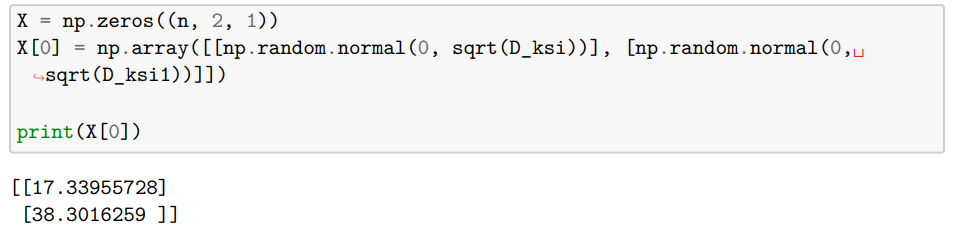 X = np.zeros((n, 2, 1))
X[0] = np.array([[np.random.normal(0, sqrt(D_ksi))], [np.random.normal(0,␣
↪sqrt(D_ksi1))]])
print(X[0])
[[17.33955728]
 [38.3016259 ]]